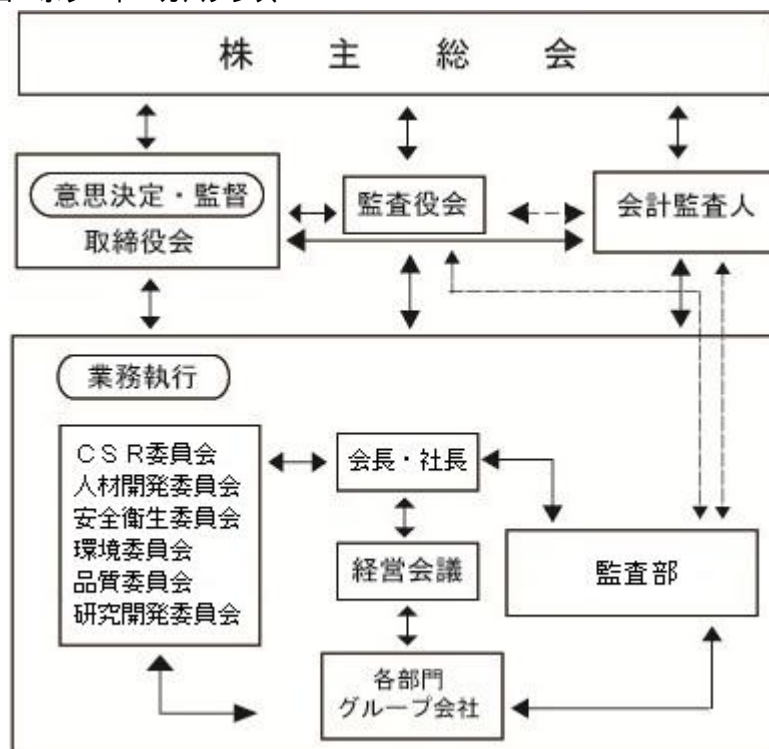 株主総会
意思決定・監督
取締役会
監査役会
会計監査人
業務執行
CSR委員会
人材開発委員会
安全衛生委員会
環境委員会
品質委員会
研究開発委員会
会長・社長
経営会議
監査部
各部門
グループ会社